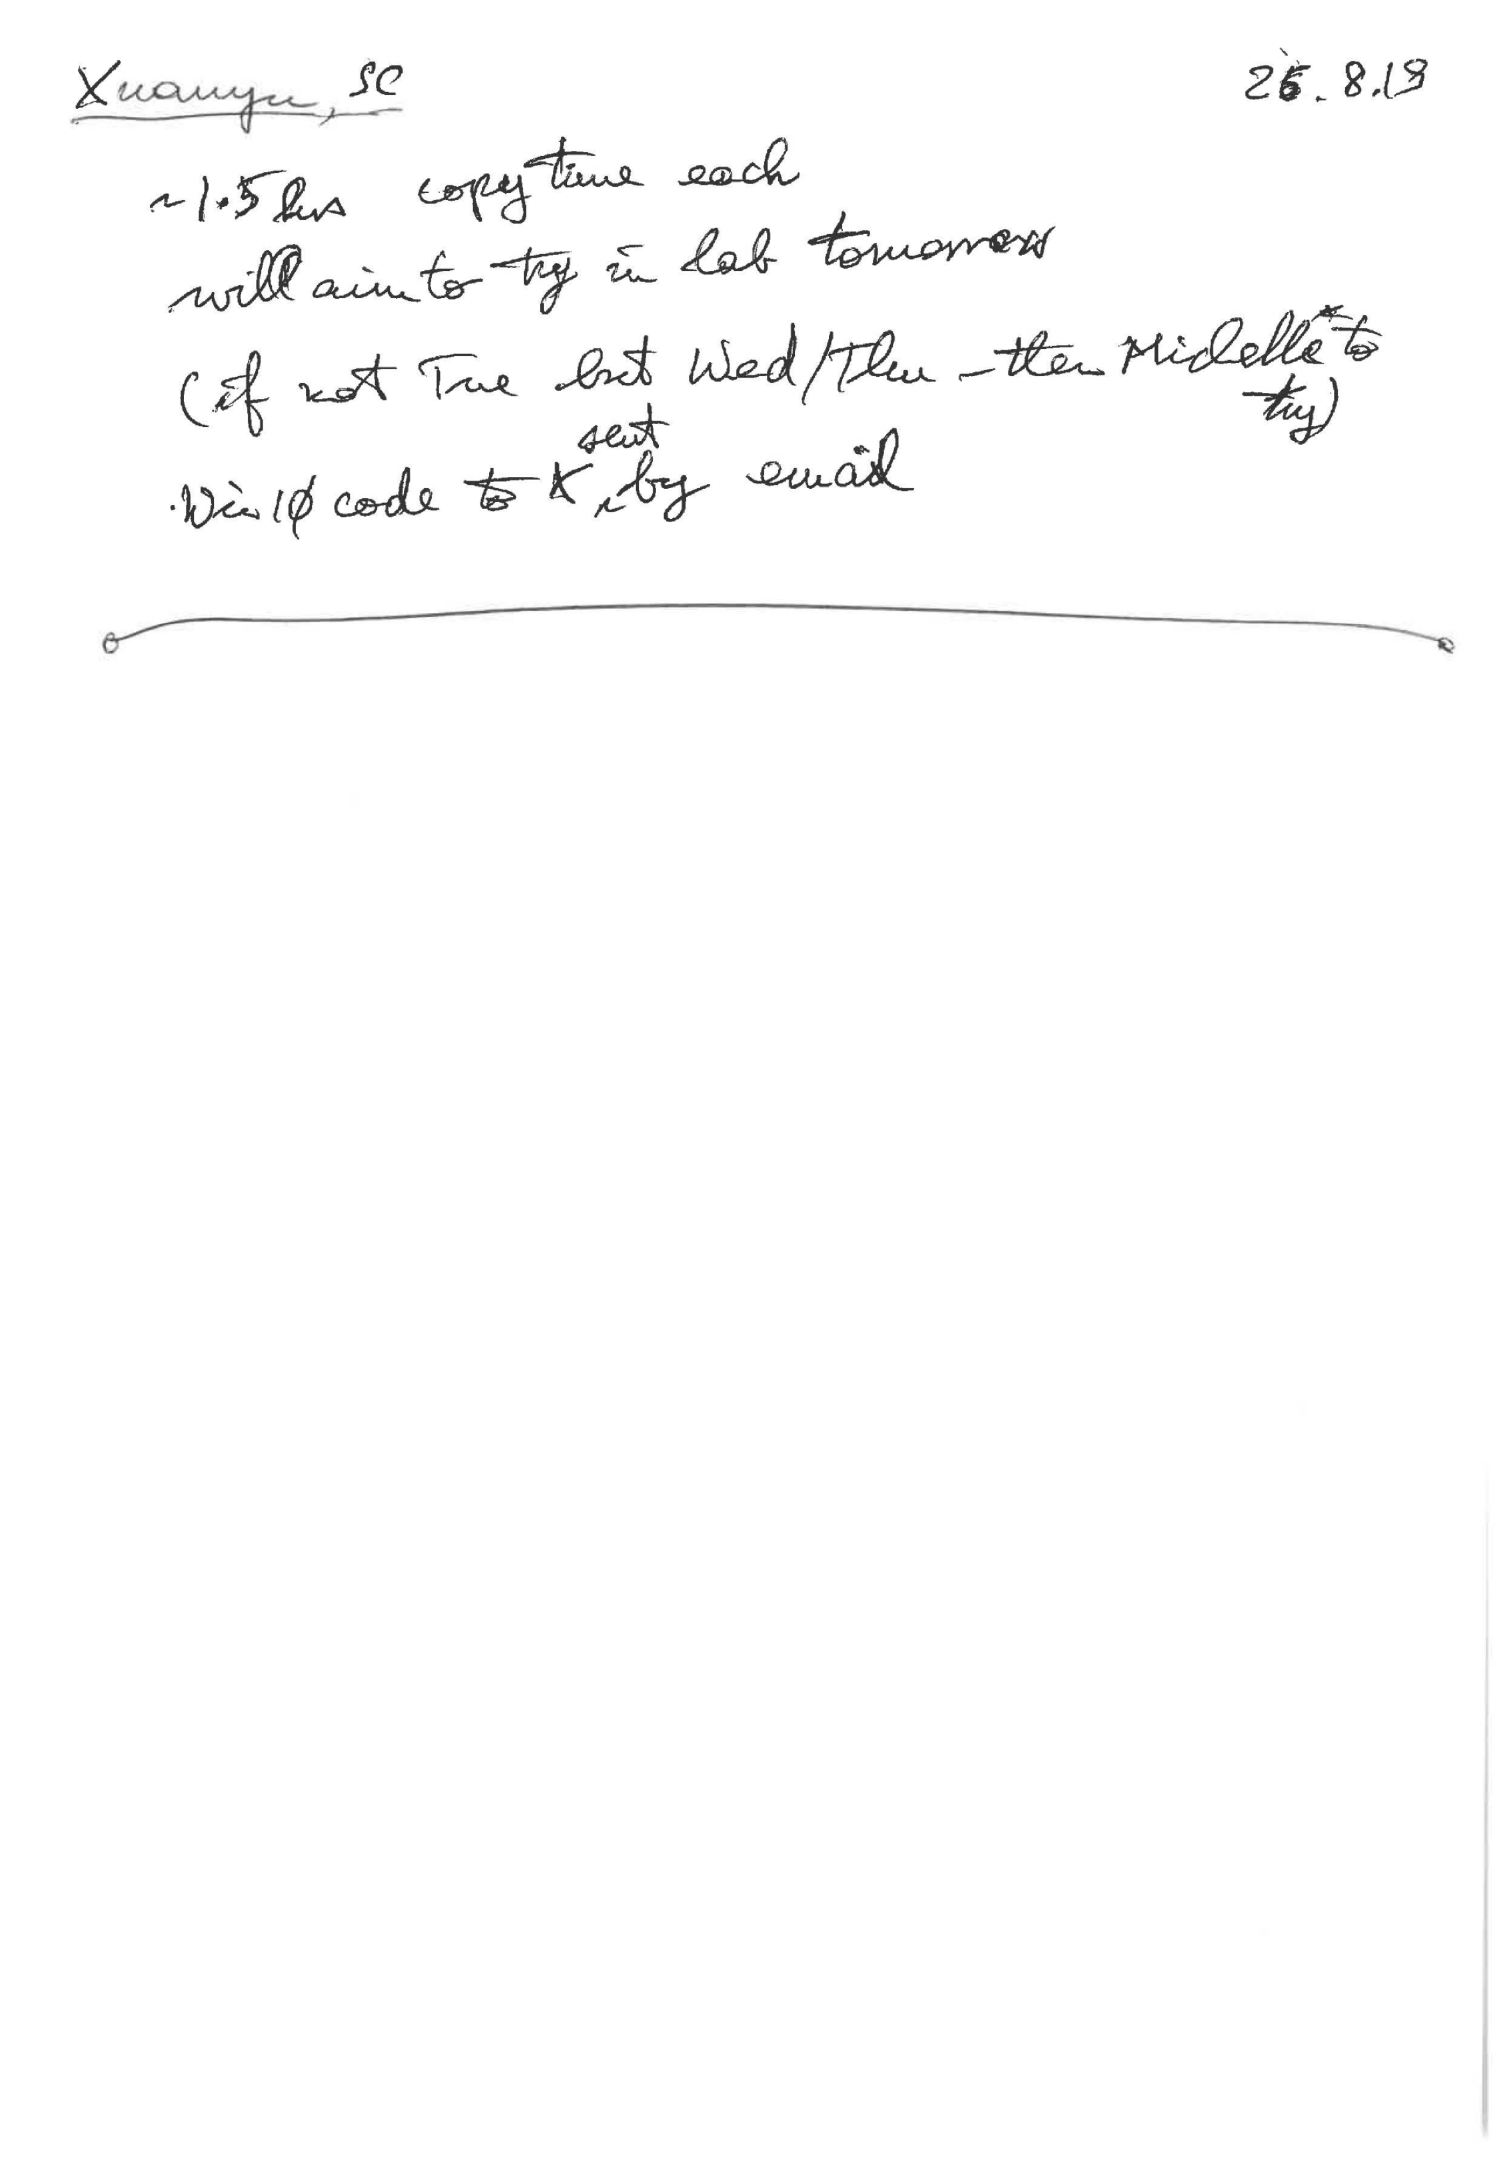 Xuanyu, SC 26.8.19
~1.5 hrs copy time each
will aim to try in lab tomorrow
(if not Tue but Wed/Thu - then Michelle* to
try)
sent
·Win 10 code to X by email